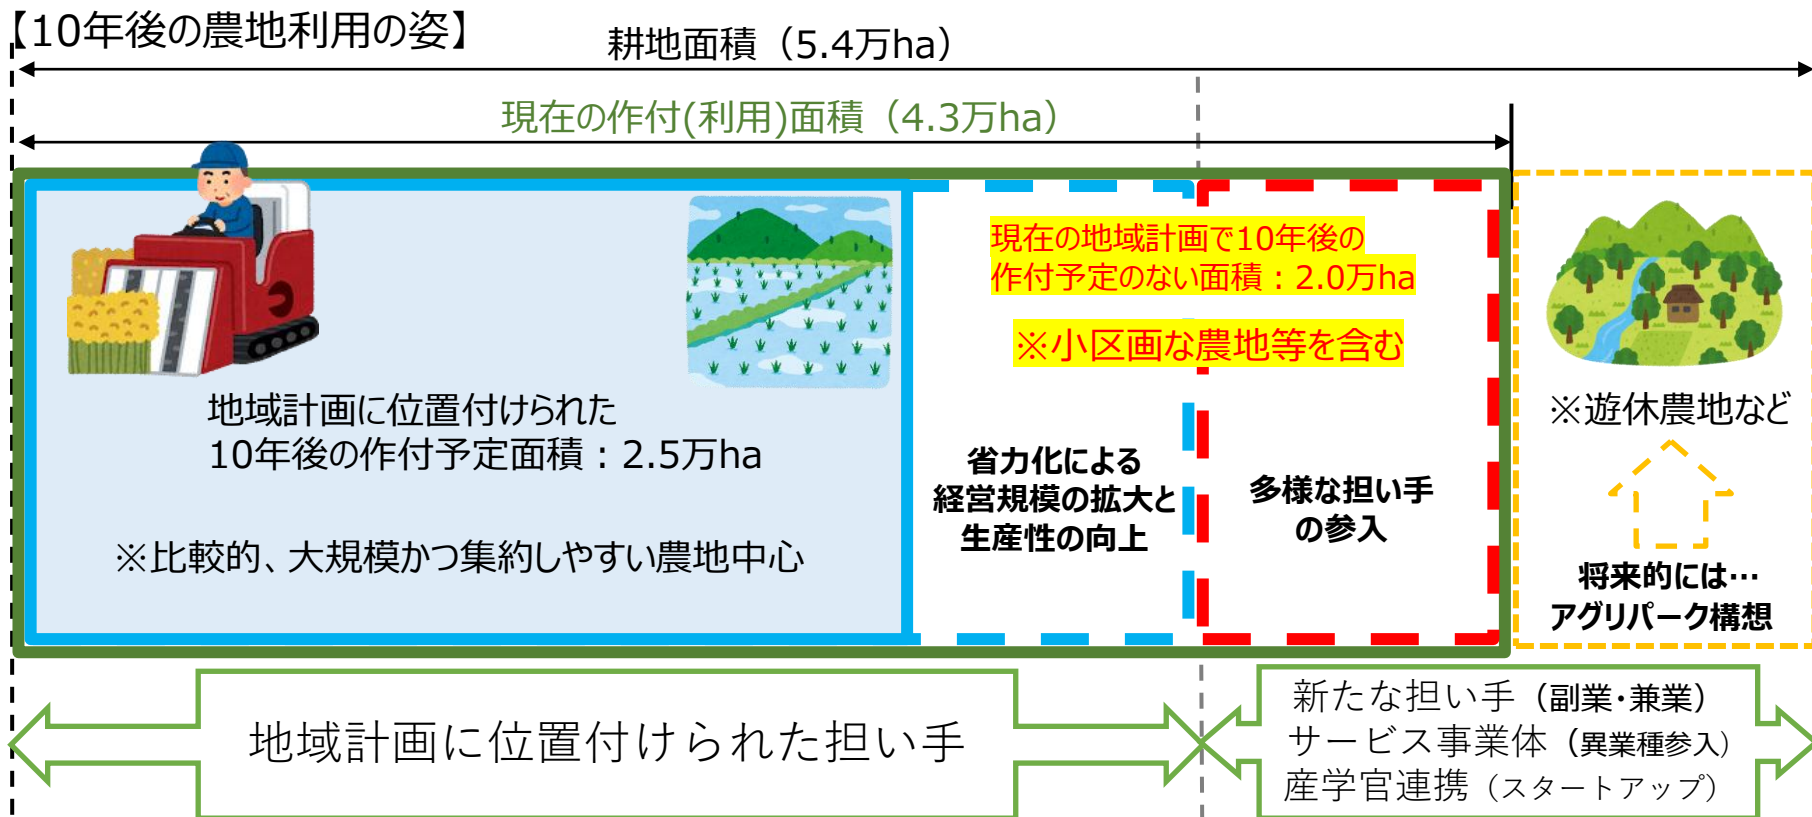 【10年後の農地利用の姿】
耕地面積（5.4万ha）
現在の作付(利用)面積（4.3万ha）
地域計画に位置付けられた
10年後の作付予定面積：2.5万ha
※比較的、大規模かつ集約しやすい農地中心
現在の地域計画で10年後の
作付予定のない面積：2.0万ha
※小区画な農地等を含む
省力化による
経営規模の拡大と
生産性の向上
多様な担い手
の参入
※遊休農地など
将来的には…
アグリパーク構想
地域計画に位置付けられた担い手
新たな担い手（副業･兼業）
サービス事業体（異業種参入）
産学官連携（スタートアップ）